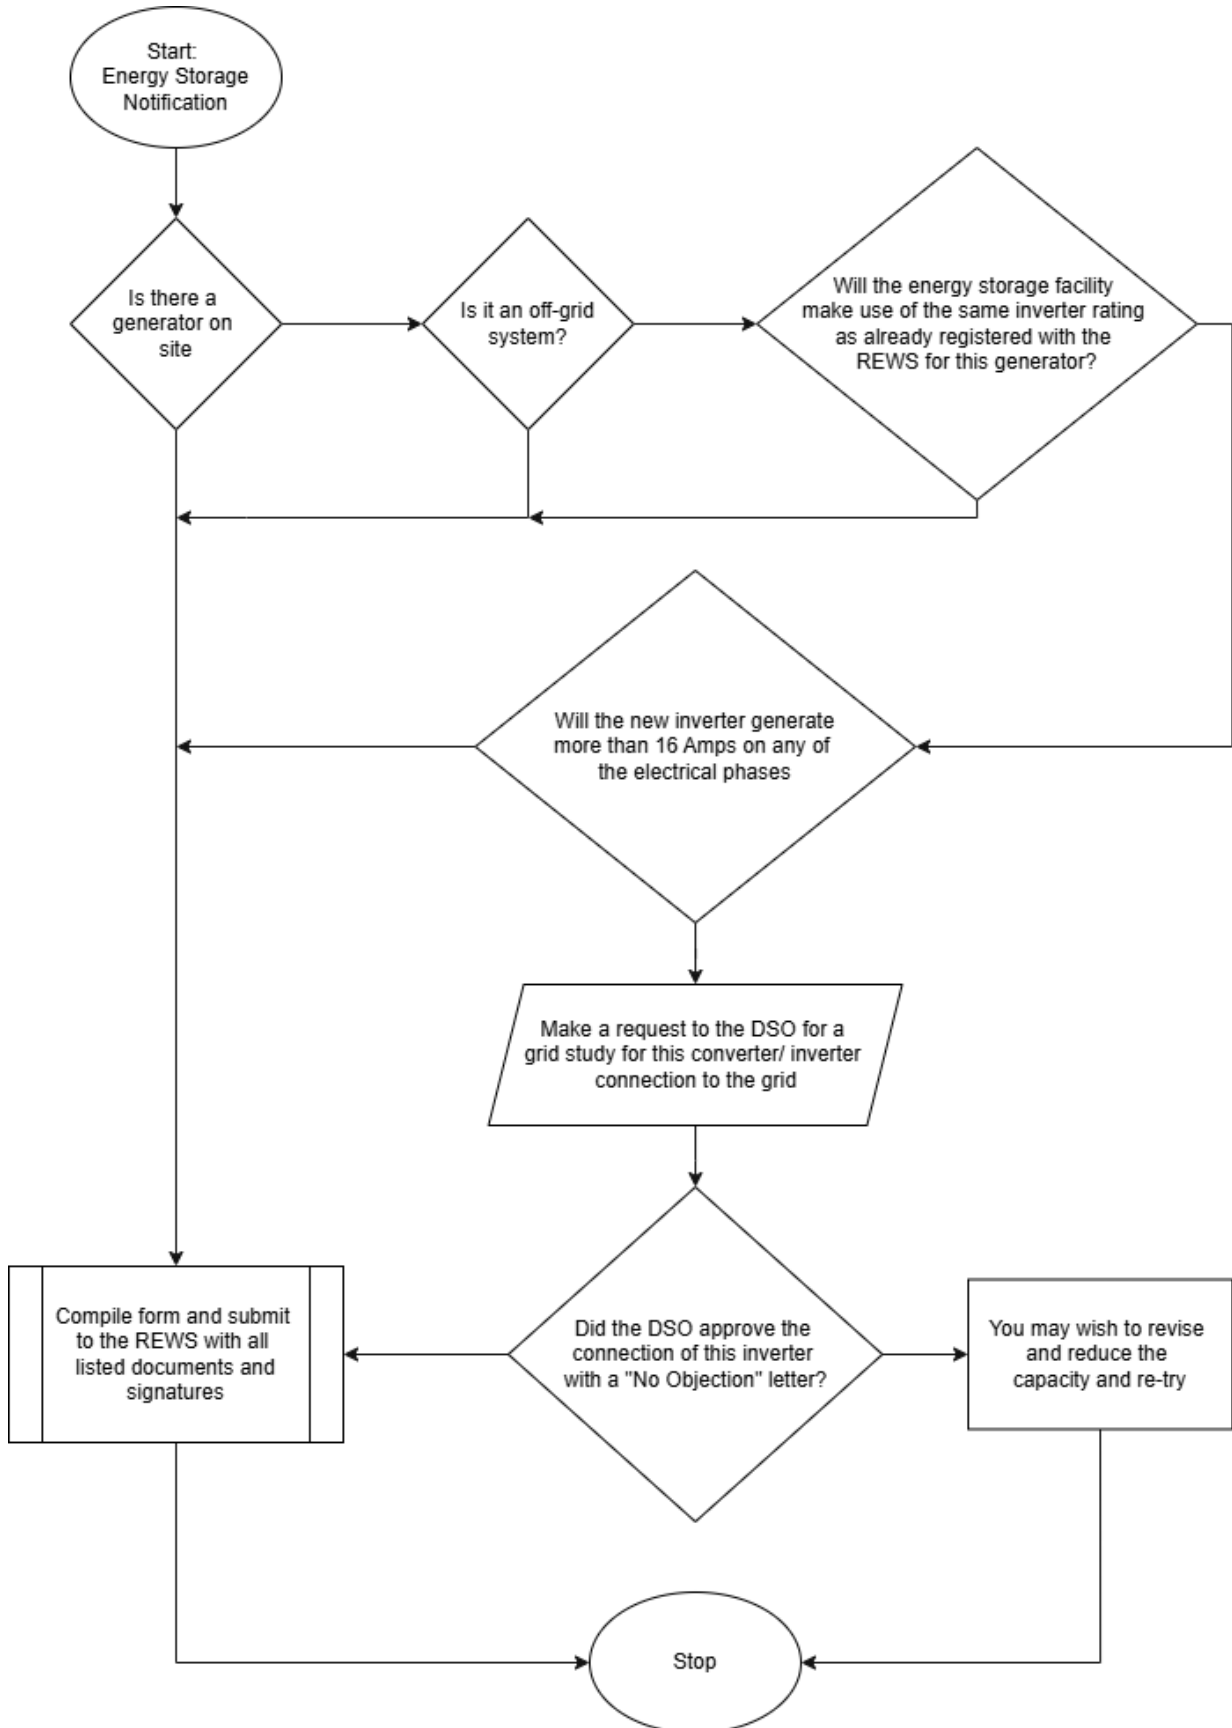 Start:
Energy Storage
Notification
Is there a
generator on
site
Is it an off-grid
system?
Will the energy storage facility
make use of the same inverter rating
as already registered with the
REWS for this generator?
Will the new inverter generate
more than 16 Amps on any of
the electrical phases
Make a request to the DSO for a
grid study for this converter/ inverter
connection to the grid
Compile form and submit
to the REWS with all
listed documents and
signatures
Did the DSO approve the
connection of this inverter
with a "No Objection" letter?
You may wish to revise
and reduce the
capacity and re-try
Stop